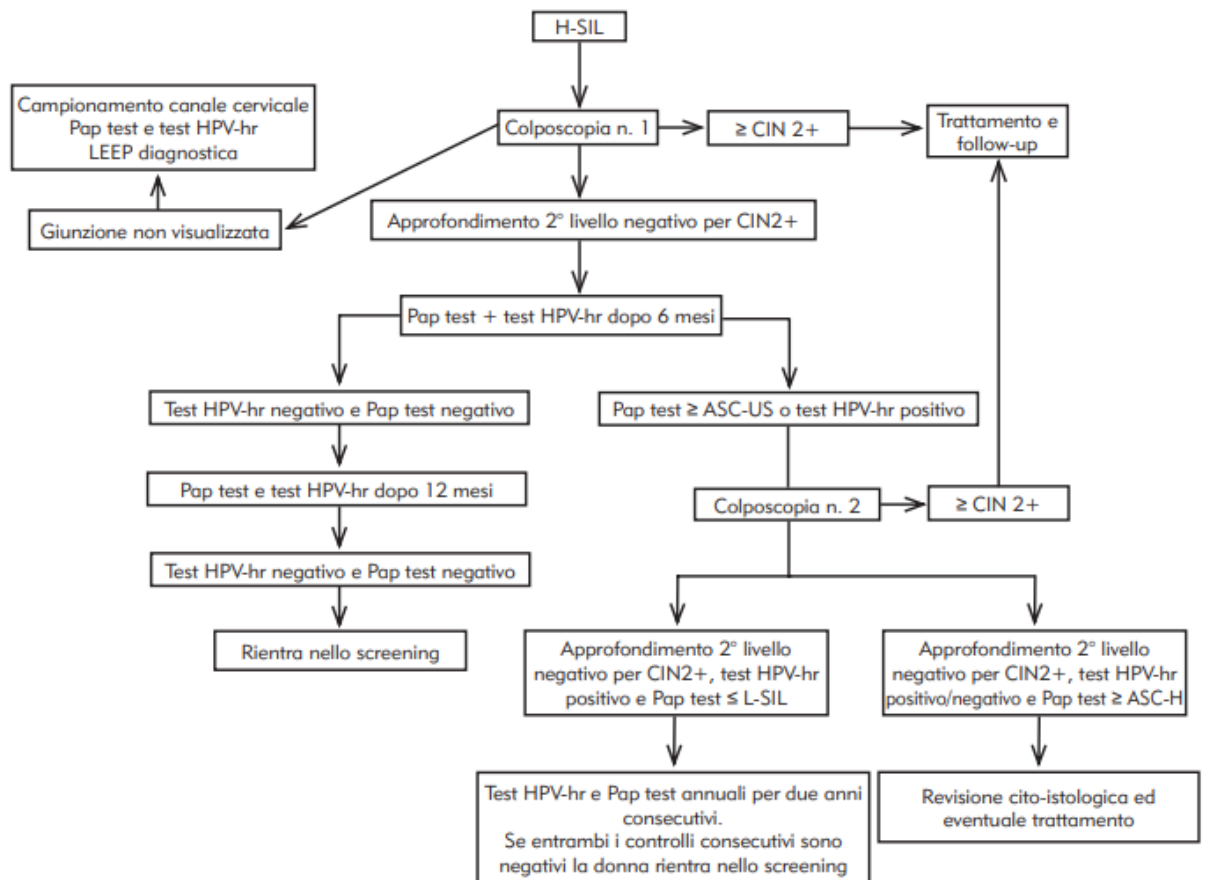 H-SIL
Campionamento canale cervicale
Pap test e test HPV-hr
LEEP diagnostica
Colposcopia n. 1
≥ CIN 2+
Trattamento e
follow-up
Giunzione non visualizzata
Approfondimento 2° livello negativo per CIN2+
Pap test + test HPV-hr dopo 6 mesi
Test HPV-hr negativo e Pap test negativo
Pap test ≥ ASC-US o test HPV-hr positivo
Pap test e test HPV-hr dopo 12 mesi
Colposcopia n. 2
≥ CIN 2+
Test HPV-hr negativo e Pap test negativo
Rientra nello screening
Approfondimento 2° livello
negativo per CIN2+, test HPV-hr
positivo e Pap test ≤ L-SIL
Approfondimento 2° livello
negativo per CIN2+, test HPV-hr
positivo/negativo e Pap test ≥ ASC-H
Test HPV-hr e Pap test annuali per due anni
consecutivi.
Se entrambi i controlli consecutivi sono
negativi la donna rientra nello screening
Revisione cito-istologica ed
eventuale trattamento